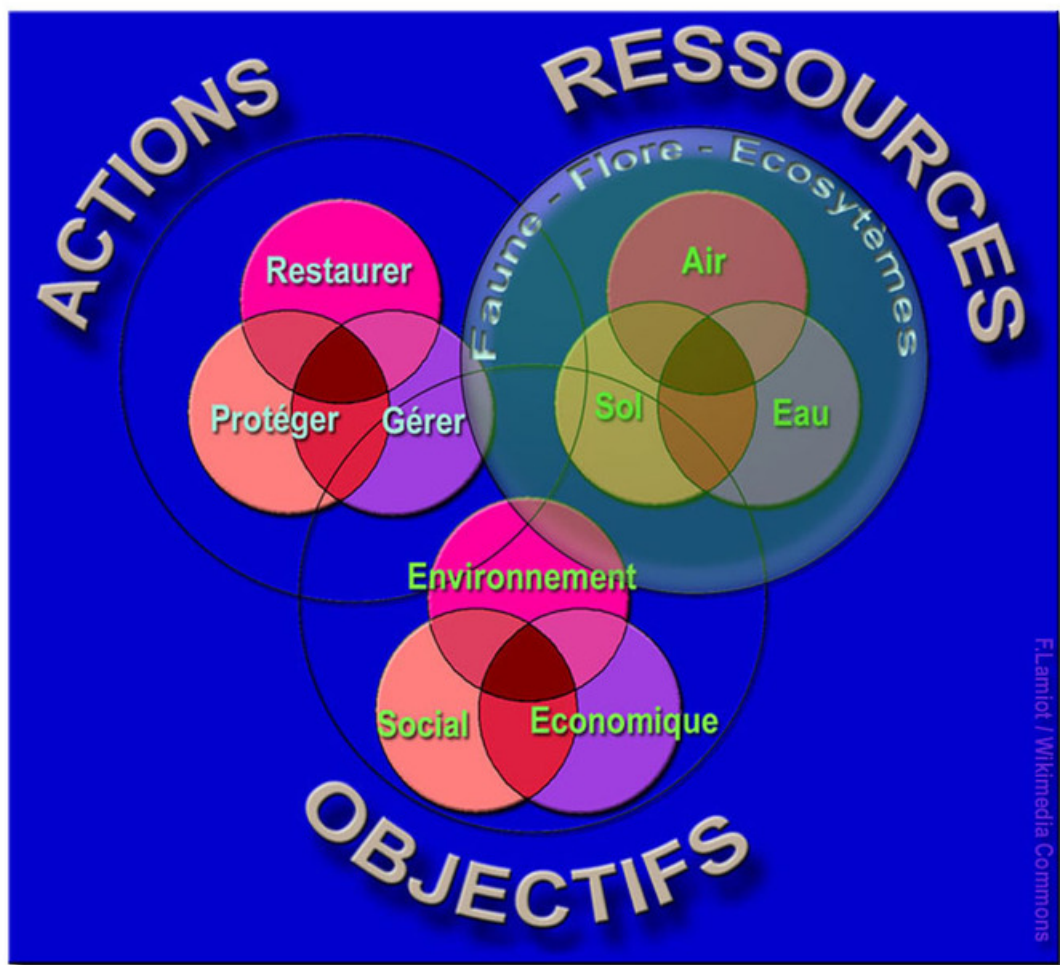 ACTIONS
RESSOURCES
Faune - Flore - Ecosytèmes
Restaurer
Protéger
Gérer
Air
Sol
Eau
Environnement
Social
Economique
OBJECTIFS
F.Lamiot / Wikimedia Commons